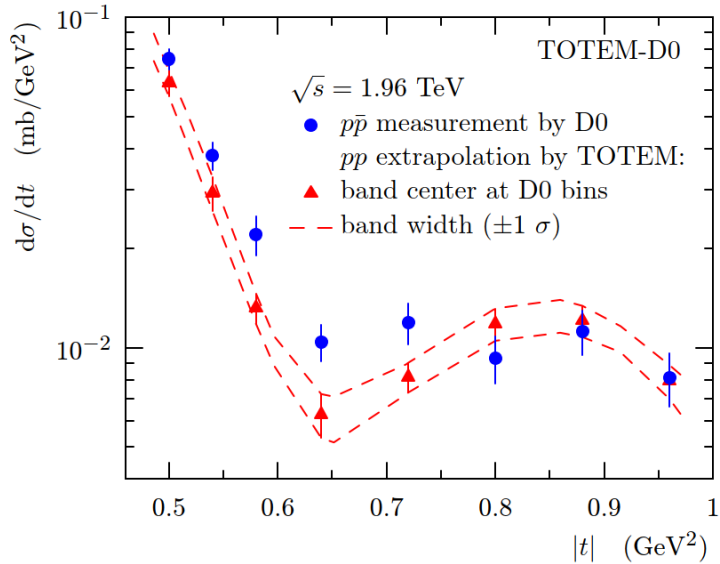 10⁻¹
TOTEM-D0
√s = 1.96 TeV
pp̄ measurement by D0
pp extrapolation by TOTEM:
band center at D0 bins
band width (±1 σ)
dσ/dt (mb/GeV²)
10⁻²
0.5 0.6 0.7 0.8 0.9 1
|t| (GeV²)